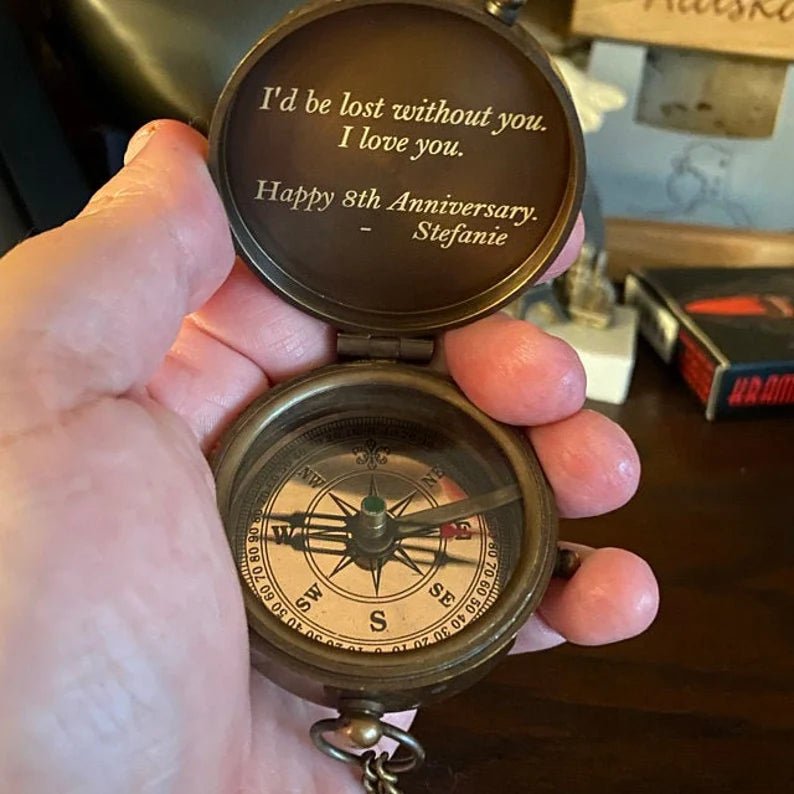 I'd be lost without you.
I love you.
Happy 8th Anniversary.
- Stefanie
NW
NE
W
E
SW
SE
S